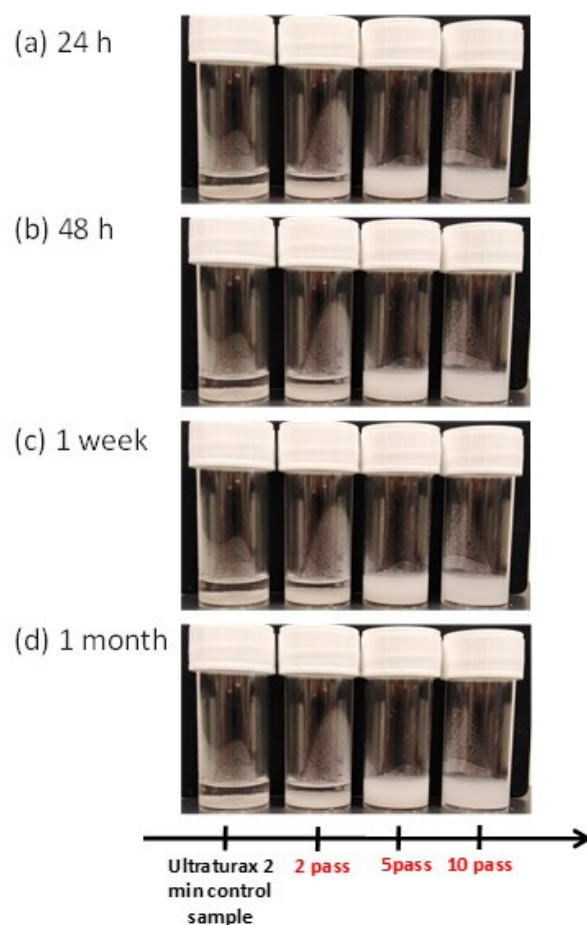 (a) 24 h
(b) 48 h
(c) 1 week
(d) 1 month
Ultraturax 2
min control
sample
2 pass
5pass
10 pass